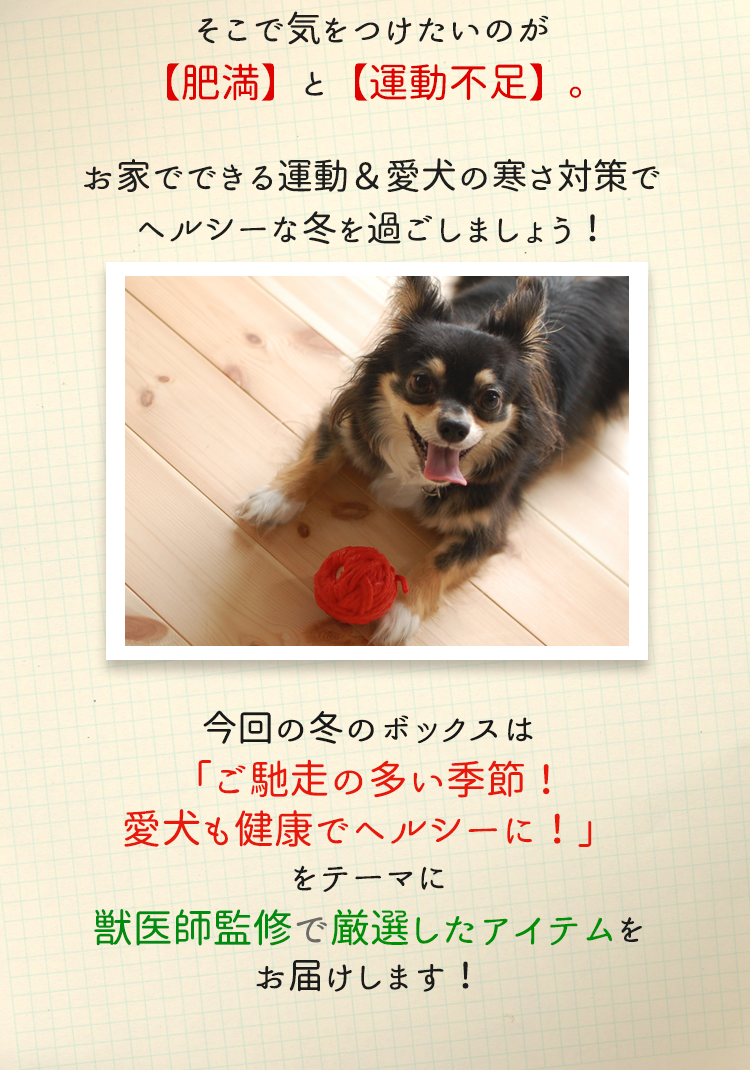 そこで気をつけたいのが
【肥満】と【運動不足】。
お家でできる運動＆愛犬の寒さ対策で
ヘルシーな冬を過ごしましょう！
今回の冬のボックスは
「ご馳走の多い季節！
愛犬も健康でヘルシーに！」
をテーマに
獣医師監修で厳選したアイテムを
お届けします！